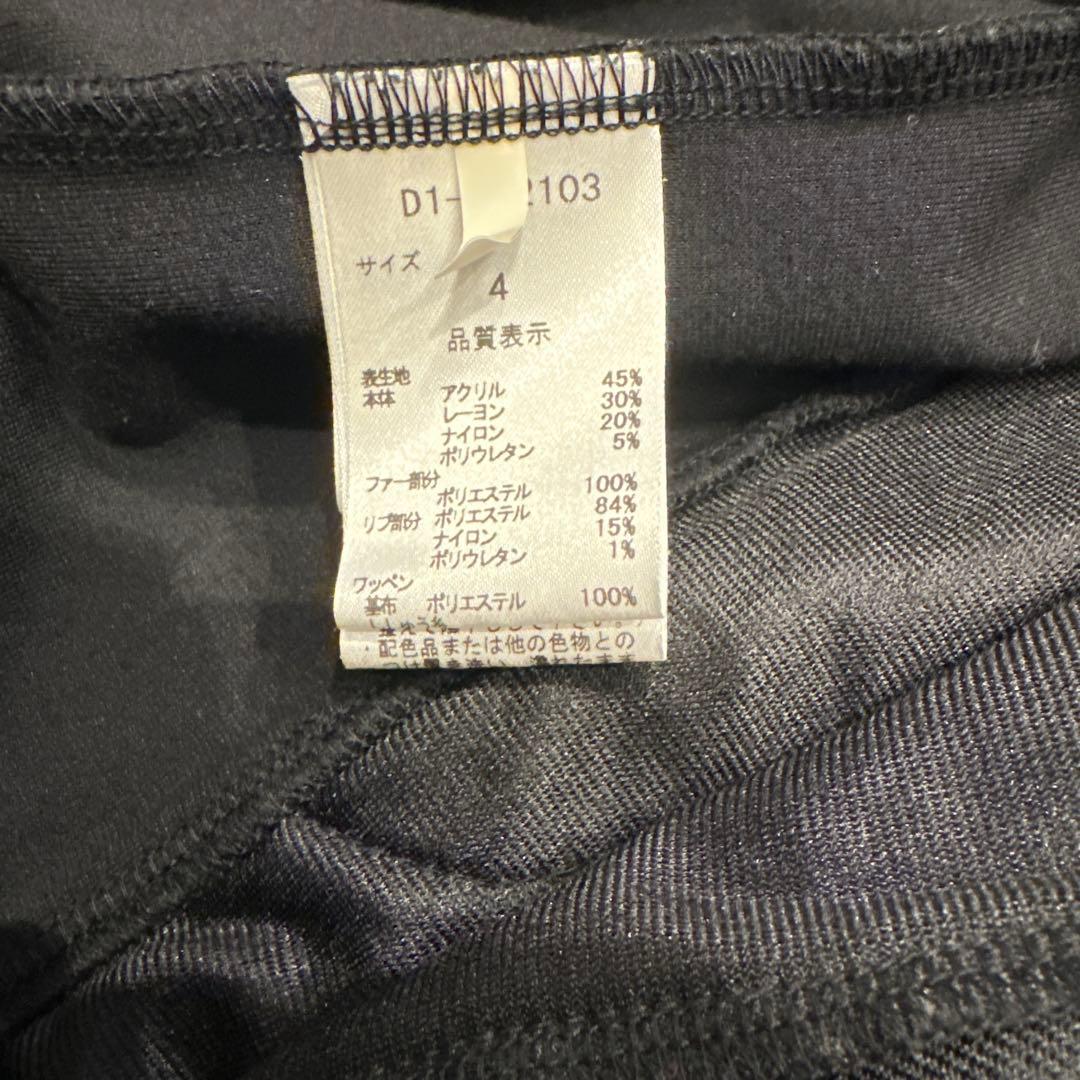 D1- 2103
サイズ
4
品質表示
表生地
本体 アクリル 45%
レーヨン 30%
ナイロン 20%
ポリウレタン 5%
ファー部分 ポリエステル 100%
リブ部分 ポリエステル 84%
ナイロン 15%
ポリウレタン 1%
ワッペン
基布 ポリエステル 100%
・配色品または他の色物との